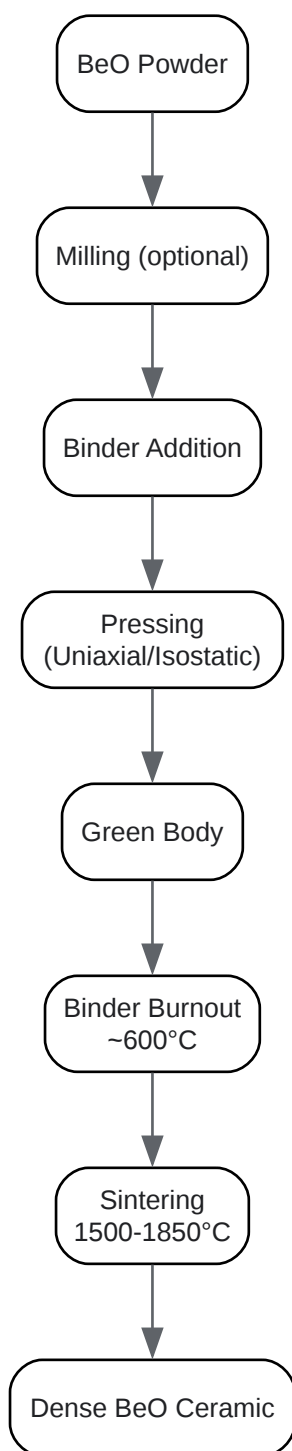 BeO Powder
Milling (optional)
Binder Addition
Pressing
(Uniaxial/Isostatic)
Green Body
Binder Burnout
~600°C
Sintering
1500-1850°C
Dense BeO Ceramic